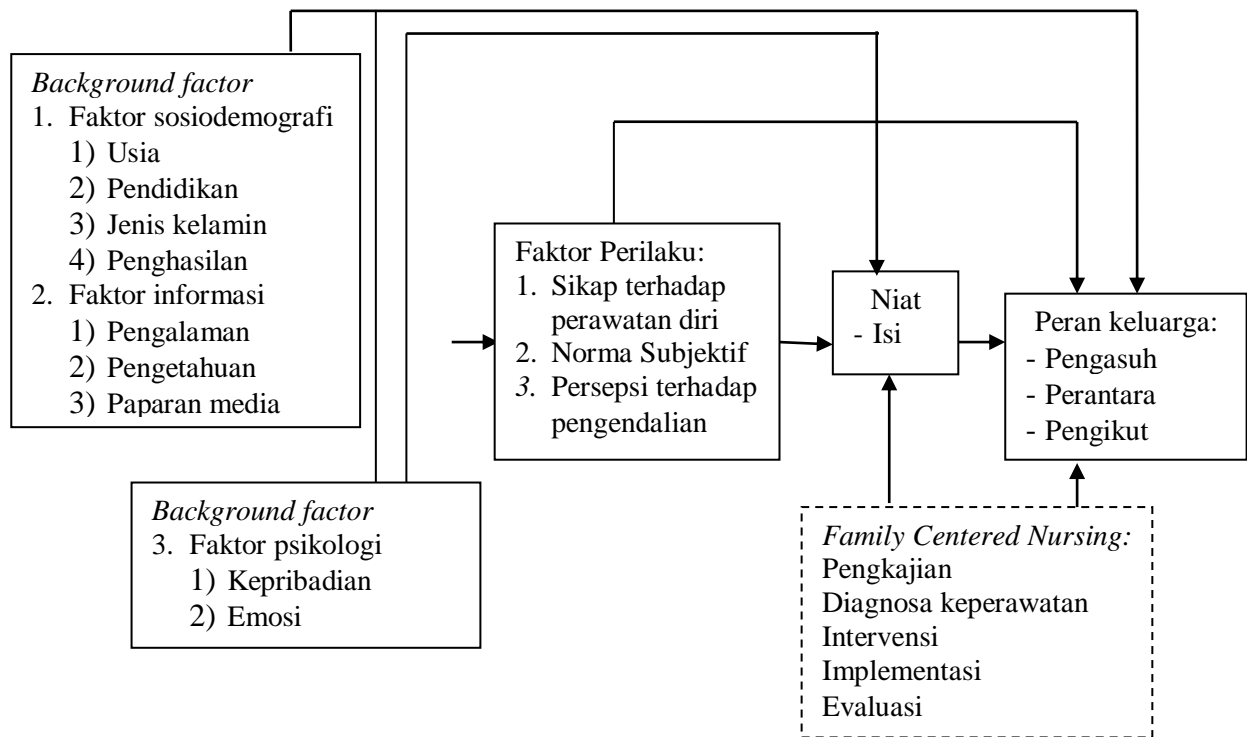 Background factor
1. Faktor sosiodemografi
1) Usia
2) Pendidikan
3) Jenis kelamin
4) Penghasilan
2. Faktor informasi
1) Pengalaman
2) Pengetahuan
3) Paparan media
Background factor
3. Faktor psikologi
1) Kepribadian
2) Emosi
Faktor Perilaku:
1. Sikap terhadap
perawatan diri
2. Norma Subjektif
3. Persepsi terhadap
pengendalian
Niat
- Isi
Peran keluarga:
- Pengasuh
- Perantara
- Pengikut
Family Centered Nursing:
Pengkajian
Diagnosa keperawatan
Intervensi
Implementasi
Evaluasi